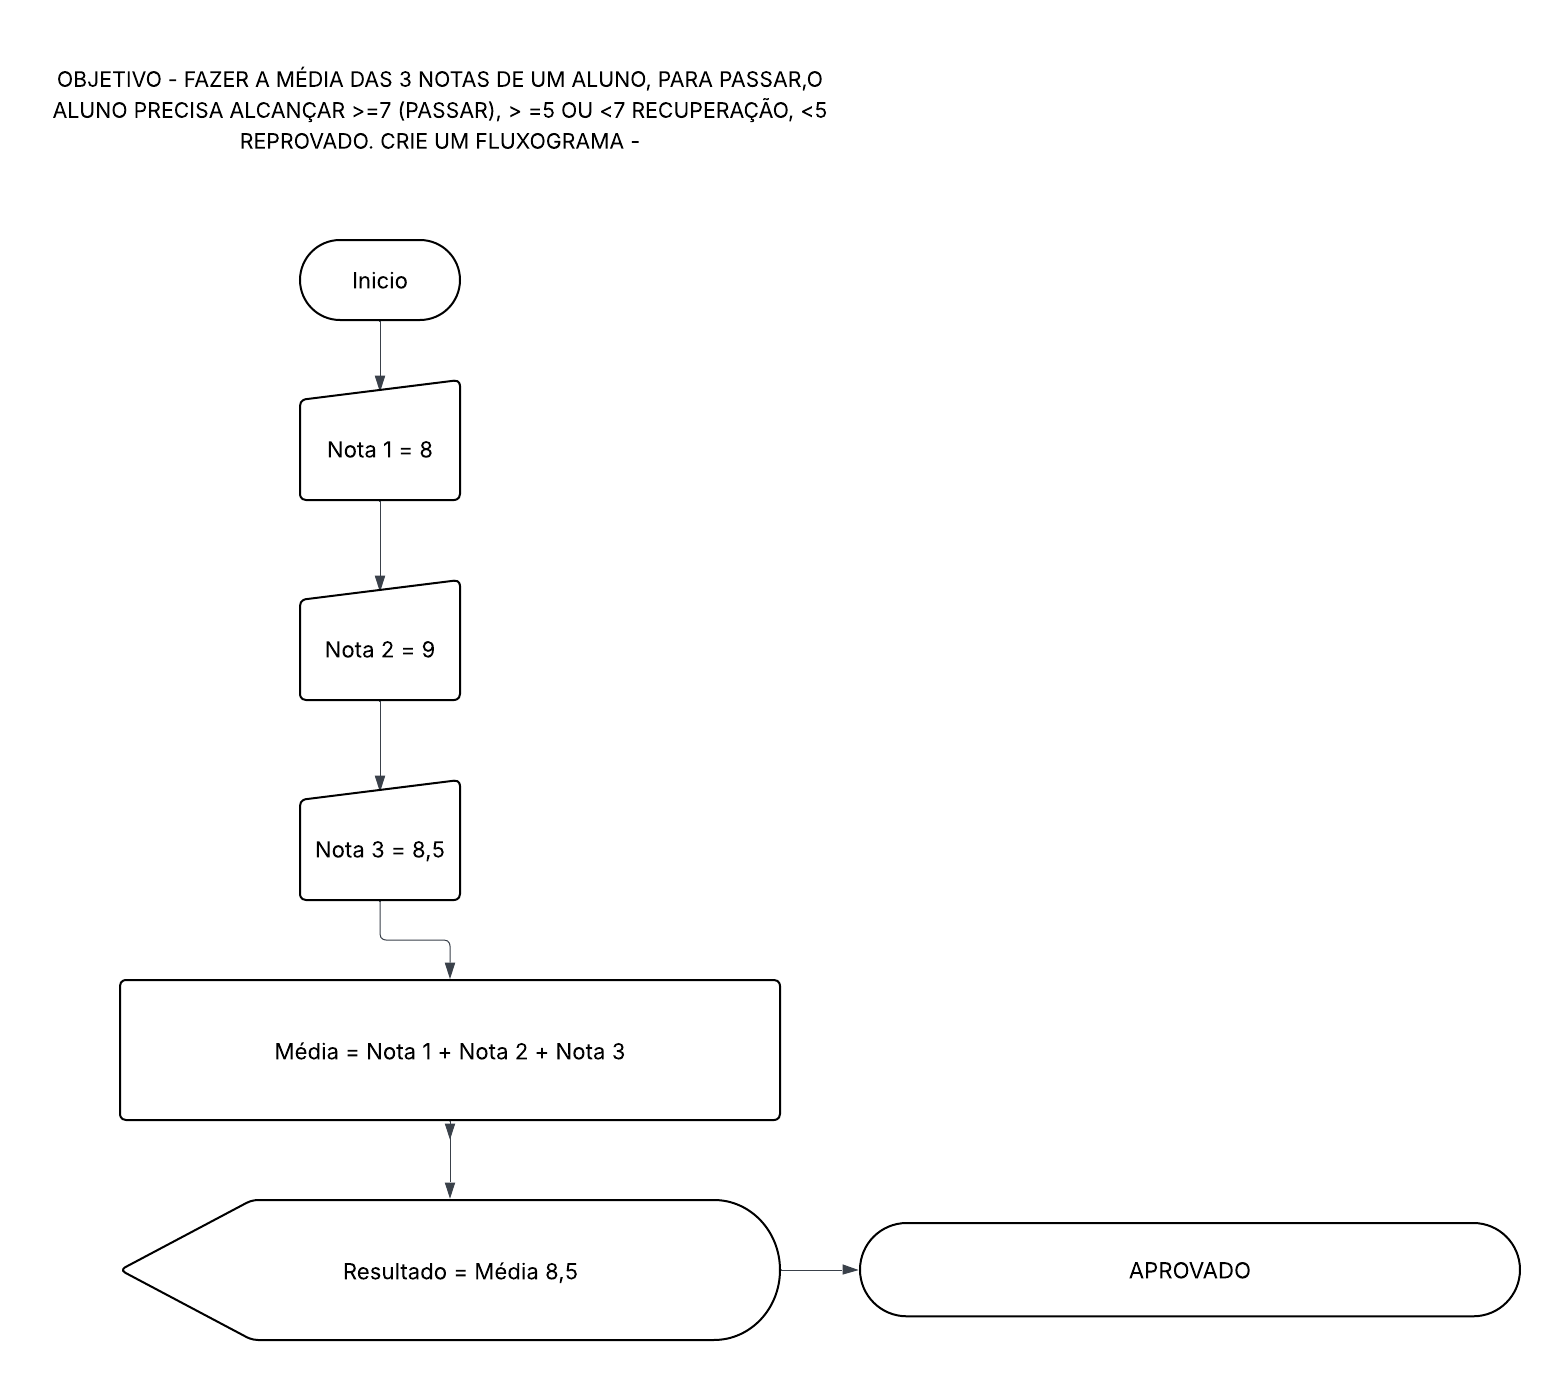 OBJETIVO - FAZER A MÉDIA DAS 3 NOTAS DE UM ALUNO, PARA PASSAR,O
ALUNO PRECISA ALCANÇAR >=7 (PASSAR), > =5 OU <7 RECUPERAÇÃO, <5
REPROVADO. CRIE UM FLUXOGRAMA -
Inicio
Nota 1 = 8
Nota 2 = 9
Nota 3 = 8,5
Média = Nota 1 + Nota 2 + Nota 3
Resultado = Média 8,5
APROVADO